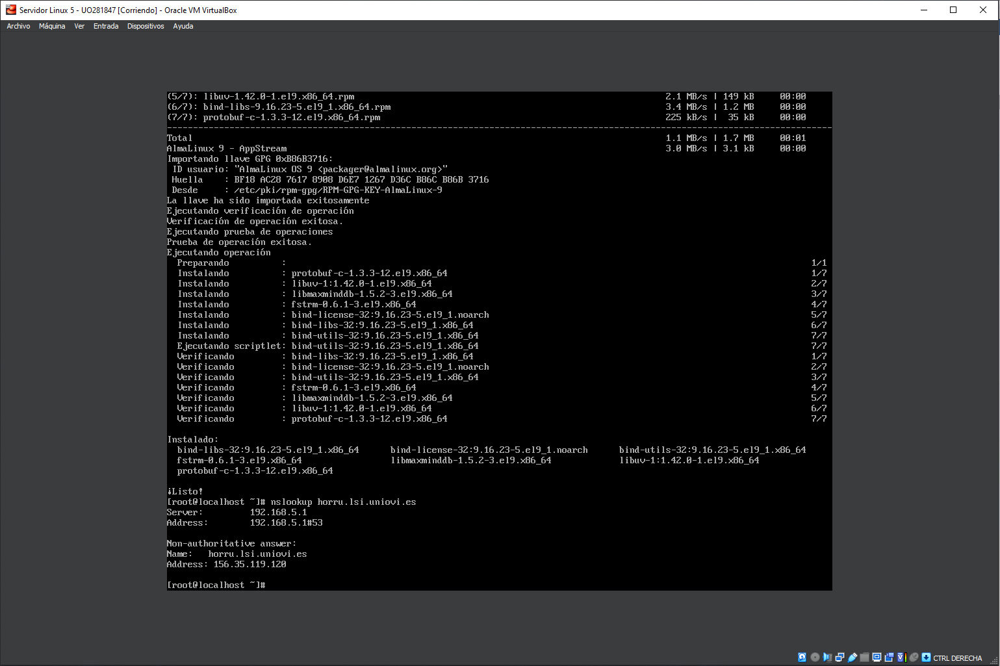 Servidor Linux 5 - UO281847 [Corriendo] - Oracle VM VirtualBox
Archivo Máquina Ver Entrada Dispositivos Ayuda
(5/7): libuv-1.42.0-1.el9.x86_64.rpm 2.1 MB/s | 149 kB 00:00
(6/7): bind-libs-9.16.23-5.el9_1.x86_64.rpm 3.4 MB/s | 1.2 MB 00:00
(7/7): protobuf-c-1.3.3-12.el9.x86_64.rpm 225 kB/s | 35 kB 00:00
--------------------------------------------------------------------------------------------------------------------------------
Total 1.1 MB/s | 1.7 MB 00:01
AlmaLinux 9 - AppStream 3.0 MB/s | 3.1 kB 00:00
Importando llave GPG 0xB86B3716:
ID usuario: "AlmaLinux OS 9 <packager@almalinux.org>"
Huella : BF18 AC28 7617 8908 D6E7 1267 D36C B86C B86B 3716
Desde : /etc/pki/rpm-gpg/RPM-GPG-KEY-AlmaLinux-9
La llave ha sido importada exitosamente
Ejecutando verificación de operación
Verificación de operación exitosa.
Ejecutando prueba de operaciones
Prueba de operación exitosa.
Ejecutando operación
Preparando : 1/1
Instalando : protobuf-c-1.3.3-12.el9.x86_64 1/7
Instalando : libuv-1:1.42.0-1.el9.x86_64 2/7
Instalando : libmaxminddb-1.5.2-3.el9.x86_64 3/7
Instalando : fstrm-0.6.1-3.el9.x86_64 4/7
Instalando : bind-license-32:9.16.23-5.el9_1.noarch 5/7
Instalando : bind-libs-32:9.16.23-5.el9_1.x86_64 6/7
Instalando : bind-utils-32:9.16.23-5.el9_1.x86_64 7/7
Ejecutando scriptlet: bind-utils-32:9.16.23-5.el9_1.x86_64 7/7
Verificando : bind-libs-32:9.16.23-5.el9_1.x86_64 1/7
Verificando : bind-license-32:9.16.23-5.el9_1.noarch 2/7
Verificando : bind-utils-32:9.16.23-5.el9_1.x86_64 3/7
Verificando : fstrm-0.6.1-3.el9.x86_64 4/7
Verificando : libmaxminddb-1.5.2-3.el9.x86_64 5/7
Verificando : libuv-1:1.42.0-1.el9.x86_64 6/7
Verificando : protobuf-c-1.3.3-12.el9.x86_64 7/7
Instalado:
bind-libs-32:9.16.23-5.el9_1.x86_64 bind-license-32:9.16.23-5.el9_1.noarch bind-utils-32:9.16.23-5.el9_1.x86_64
fstrm-0.6.1-3.el9.x86_64 libmaxminddb-1.5.2-3.el9.x86_64 libuv-1:1.42.0-1.el9.x86_64
protobuf-c-1.3.3-12.el9.x86_64
¡Listo!
[root@localhost ~]# nslookup horru.lsi.uniovi.es
Server: 192.168.5.1
Address: 192.168.5.1#53
Non-authoritative answer:
Name: horru.lsi.uniovi.es
Address: 156.35.119.120
[root@localhost ~]#
CTRL DERECHA